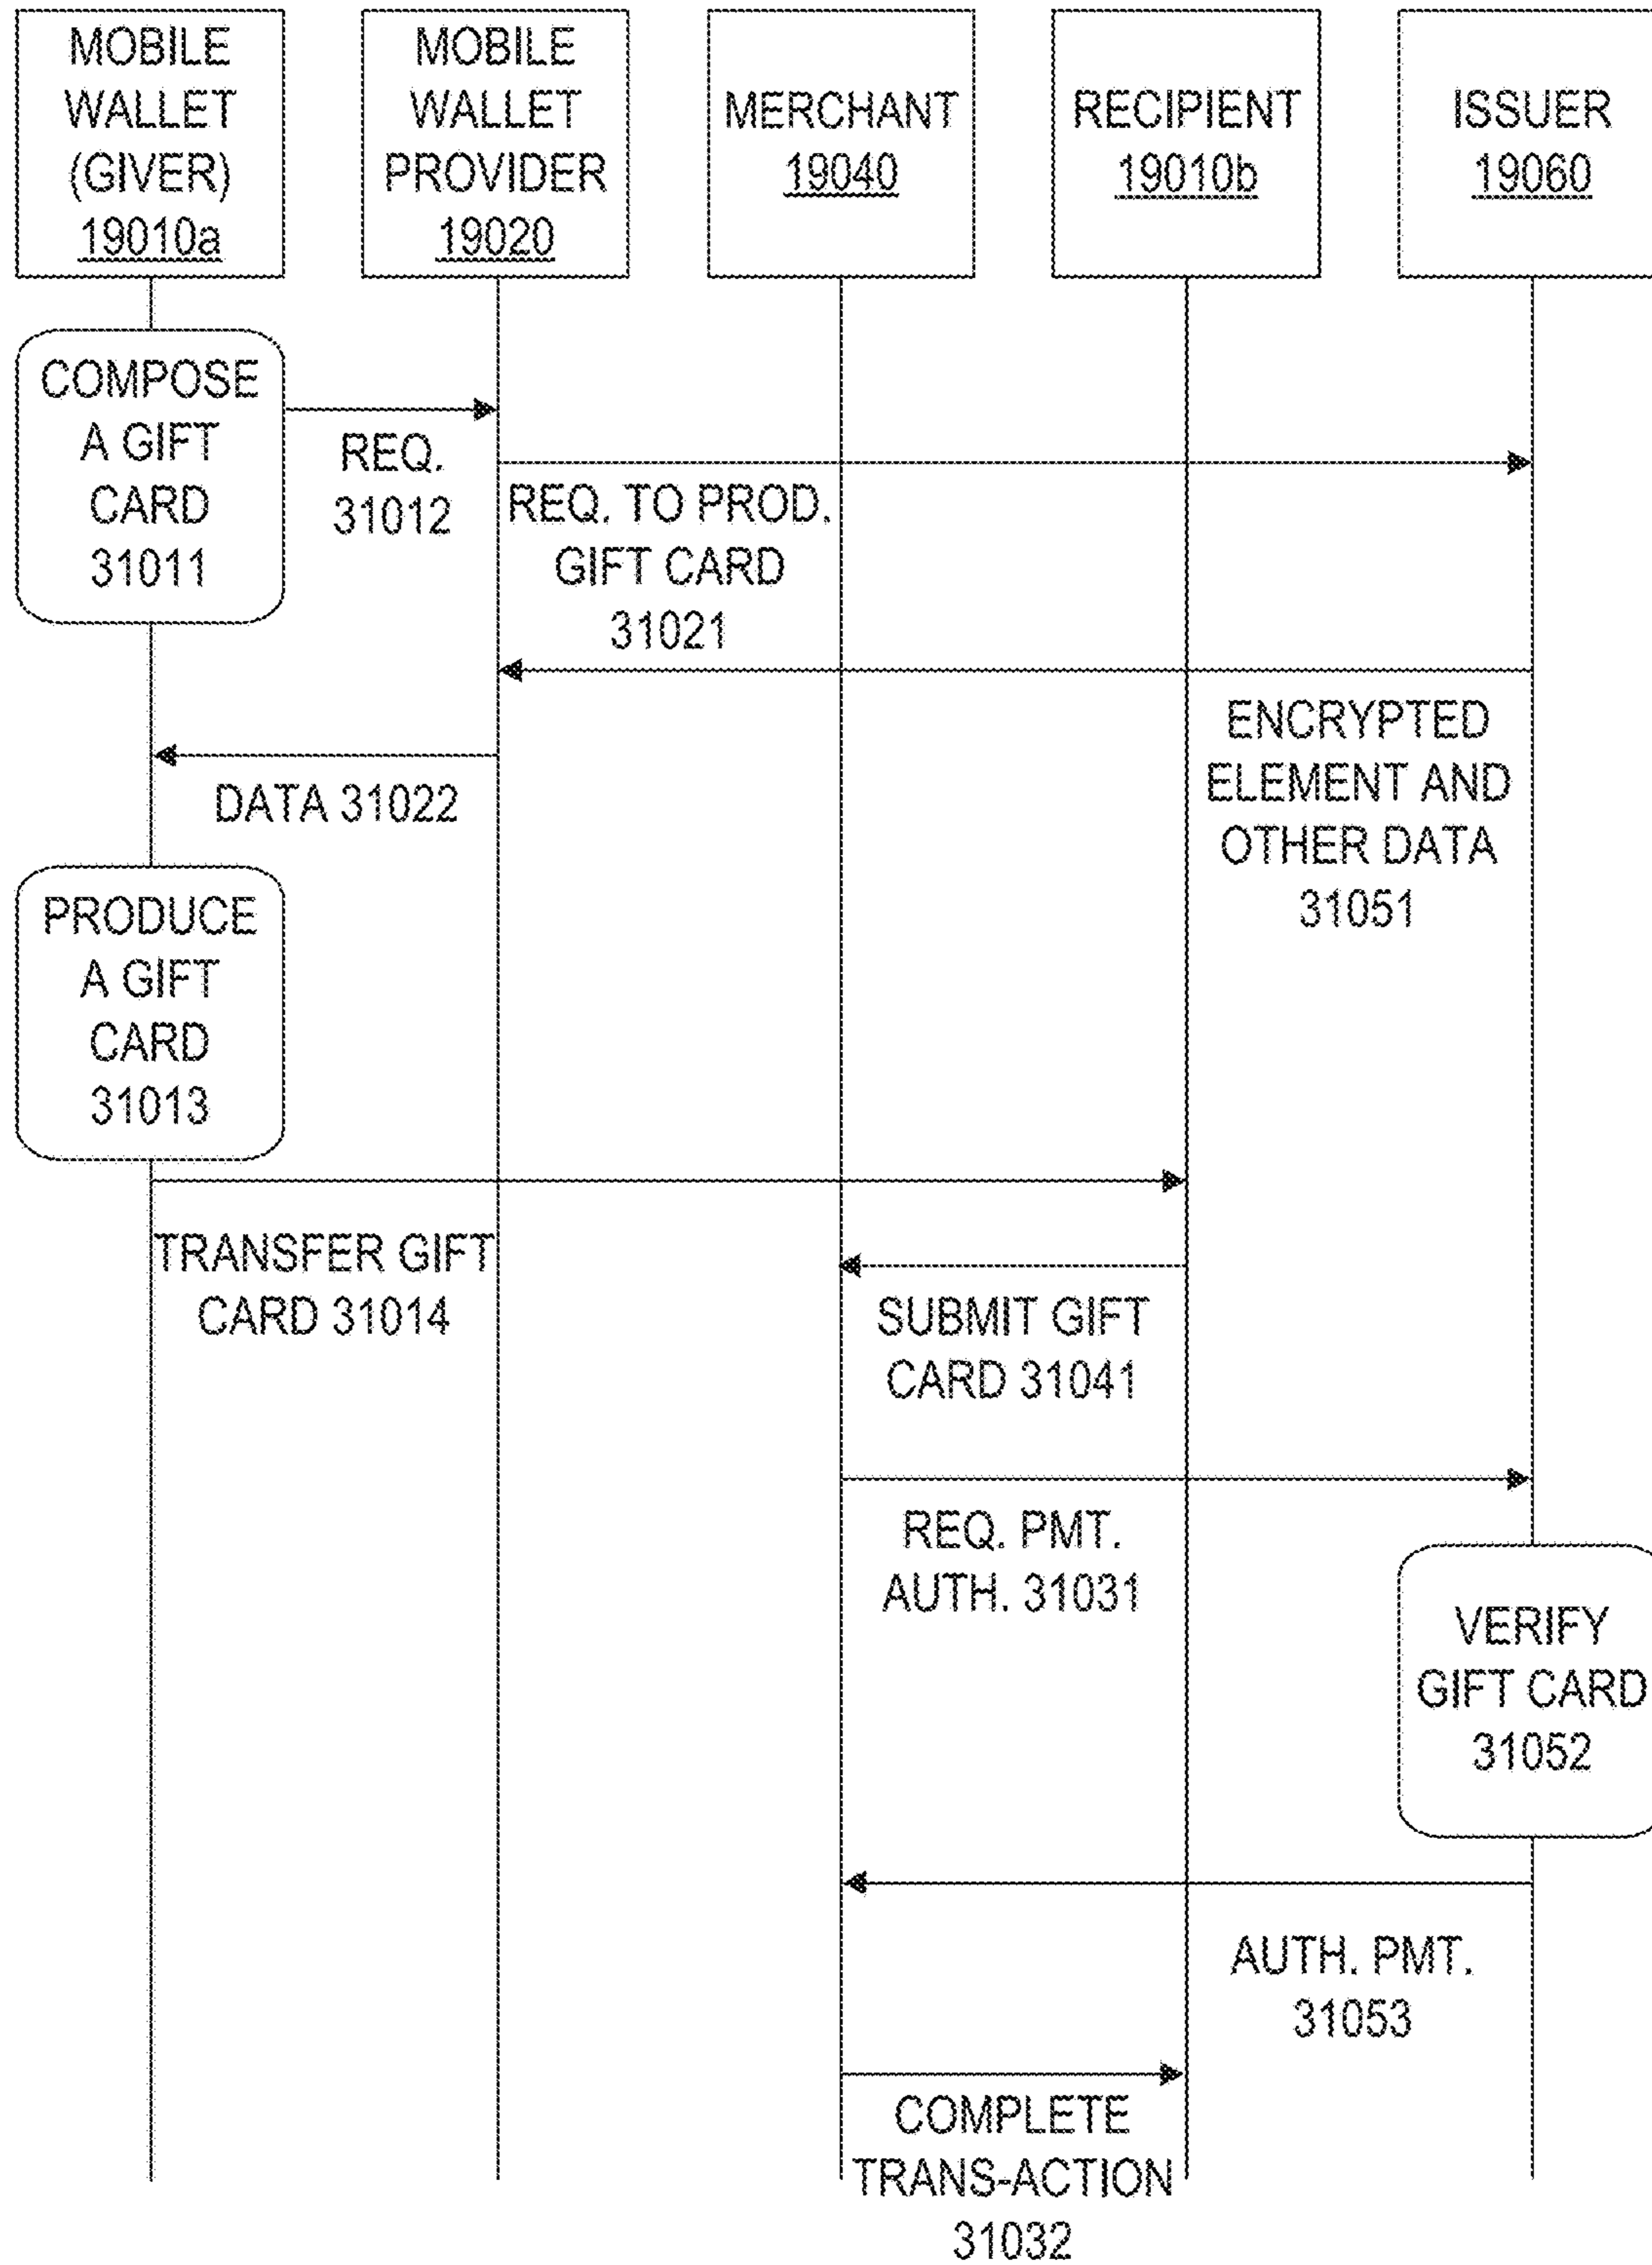 MOBILE
WALLET
(GIVER)
19010a
MOBILE
WALLET
PROVIDER
19020
MERCHANT
19040
RECIPIENT
19010b
ISSUER
19060
COMPOSE
A GIFT
CARD
31011
REQ.
31012
REQ. TO PROD.
GIFT CARD
31021
ENCRYPTED
ELEMENT AND
OTHER DATA
31051
DATA 31022
PRODUCE
A GIFT
CARD
31013
TRANSFER GIFT
CARD 31014
SUBMIT GIFT
CARD 31041
REQ. PMT.
AUTH. 31031
VERIFY
GIFT CARD
31052
AUTH. PMT.
31053
COMPLETE
TRANS-ACTION
31032